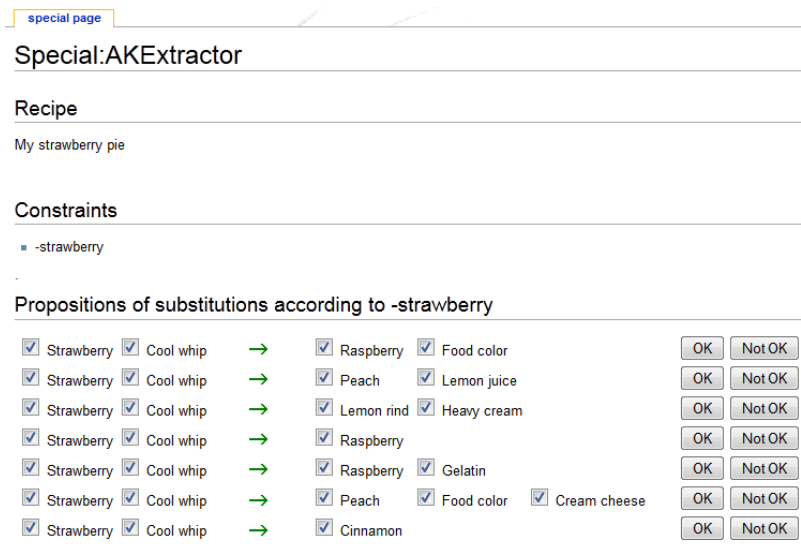 special page
Special:AKExtractor
Recipe
My strawberry pie
Constraints
-strawberry
.
Propositions of substitutions according to -strawberry
Strawberry Cool whip → Raspberry Food color OK Not OK
Strawberry Cool whip → Peach Lemon juice OK Not OK
Strawberry Cool whip → Lemon rind Heavy cream OK Not OK
Strawberry Cool whip → Raspberry OK Not OK
Strawberry Cool whip → Raspberry Gelatin OK Not OK
Strawberry Cool whip → Peach Food color Cream cheese OK Not OK
Strawberry Cool whip → Cinnamon OK Not OK